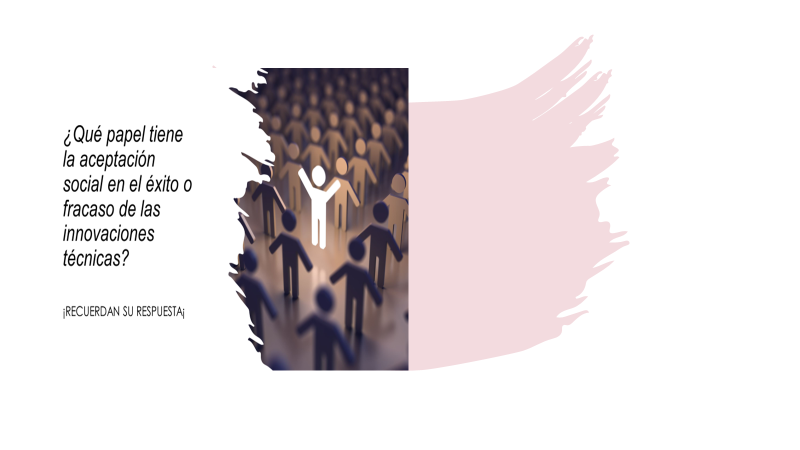 ¿Qué papel tiene
la aceptación
social en el éxito o
fracaso de las
innovaciones
técnicas?
¡RECUERDAN SU RESPUESTA¡